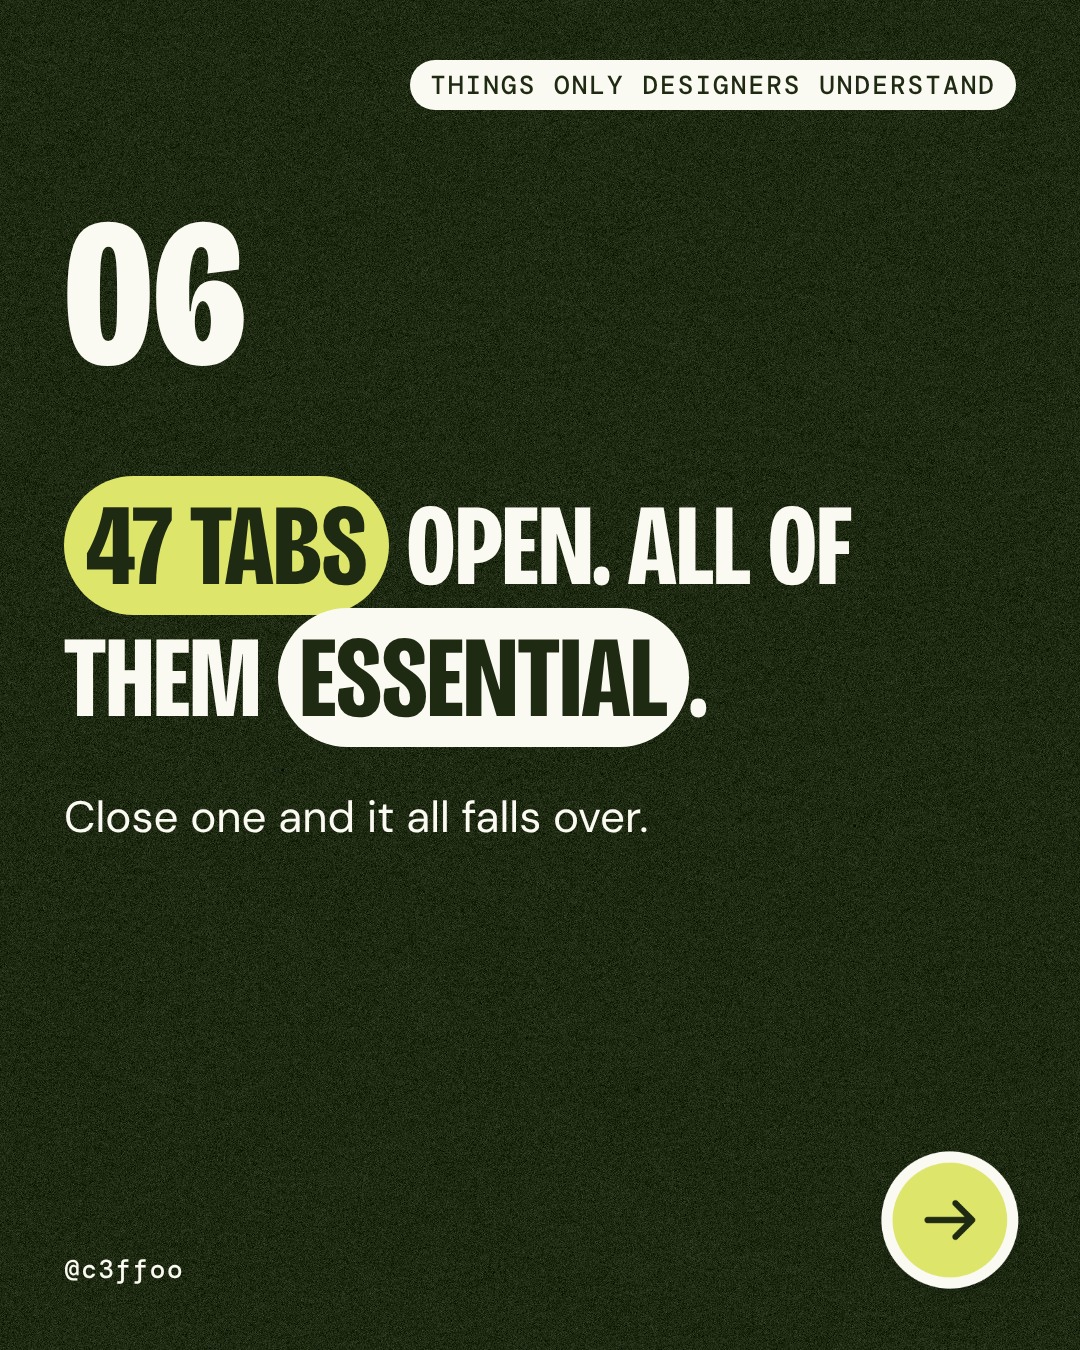 THINGS ONLY DESIGNERS UNDERSTAND
06
47 TABS OPEN. ALL OF
THEM ESSENTIAL.
Close one and it all falls over.
@c3ffoo